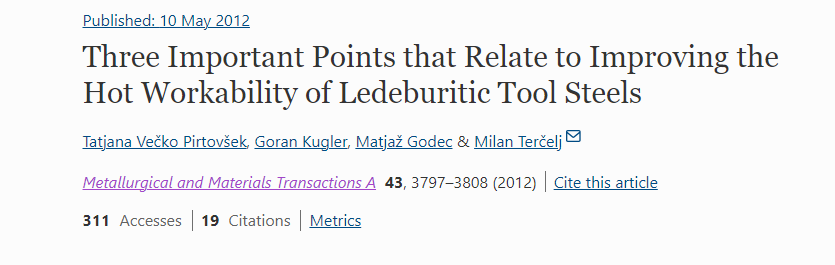 Published: 10 May 2012
Three Important Points that Relate to Improving the
Hot Workability of Ledeburitic Tool Steels
Tatjana Večko Pirtovšek, Goran Kugler, Matjaž Godec & Milan Terčelj
Metallurgical and Materials Transactions A 43, 3797–3808 (2012) Cite this article
311 Accesses 19 Citations Metrics